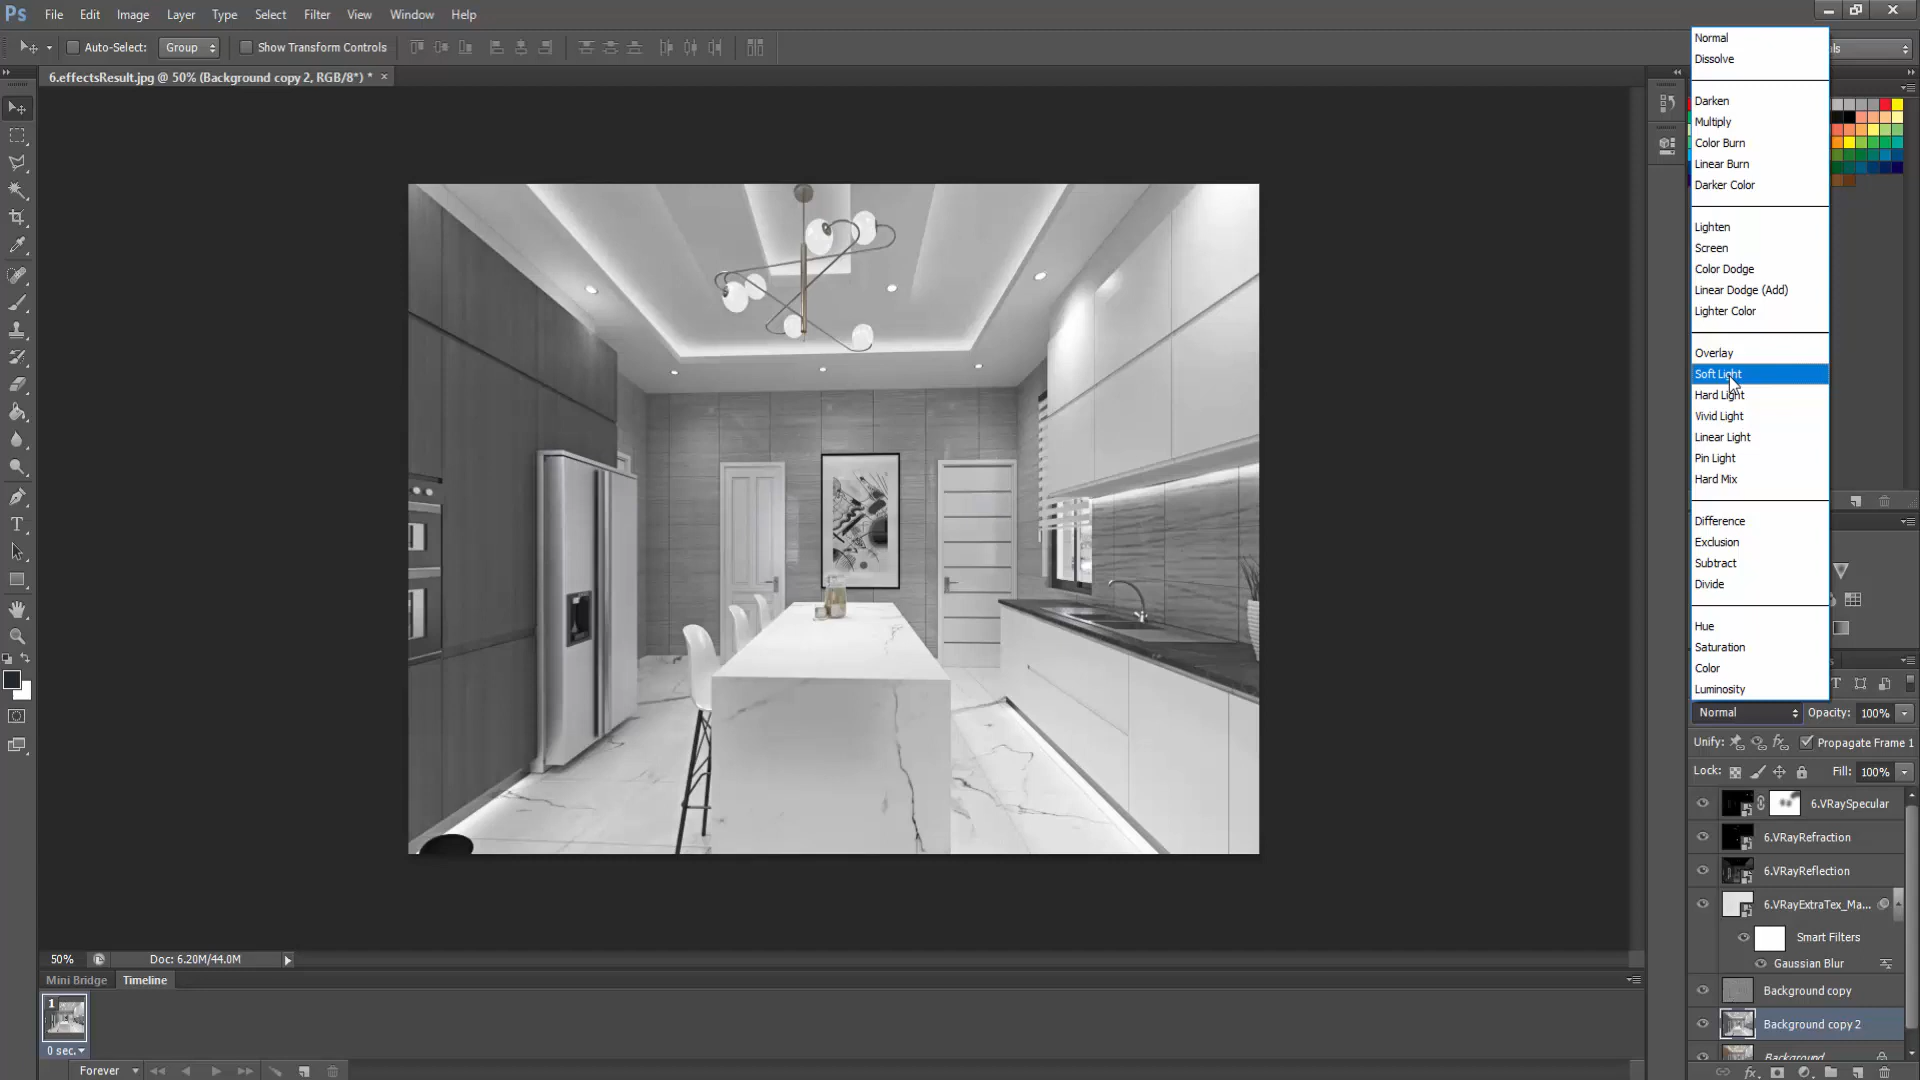 Ps File Edit Image Layer Type Select Filter View Window Help
Auto-Select: Group Show Transform Controls
6.effectsResult.jpg @ 50% (Background copy 2, RGB/8*) * ×
Normal
Dissolve
Darken
Multiply
Color Burn
Linear Burn
Darker Color
Lighten
Screen
Color Dodge
Linear Dodge (Add)
Lighter Color
Overlay
Soft Light
Hard Light
Vivid Light
Linear Light
Pin Light
Hard Mix
Difference
Exclusion
Subtract
Divide
Hue
Saturation
Color
Luminosity
Normal Opacity: 100%
Unify: Propagate Frame 1
Lock: Fill: 100%
6.VRaySpecular
6.VRayRefraction
6.VRayReflection
6.VRayExtraTex_Ma...
Smart Filters
Gaussian Blur
Background copy
Background copy 2
Background
50% Doc: 6.20M/44.0M
Mini Bridge Timeline
1
0 sec.
Forever